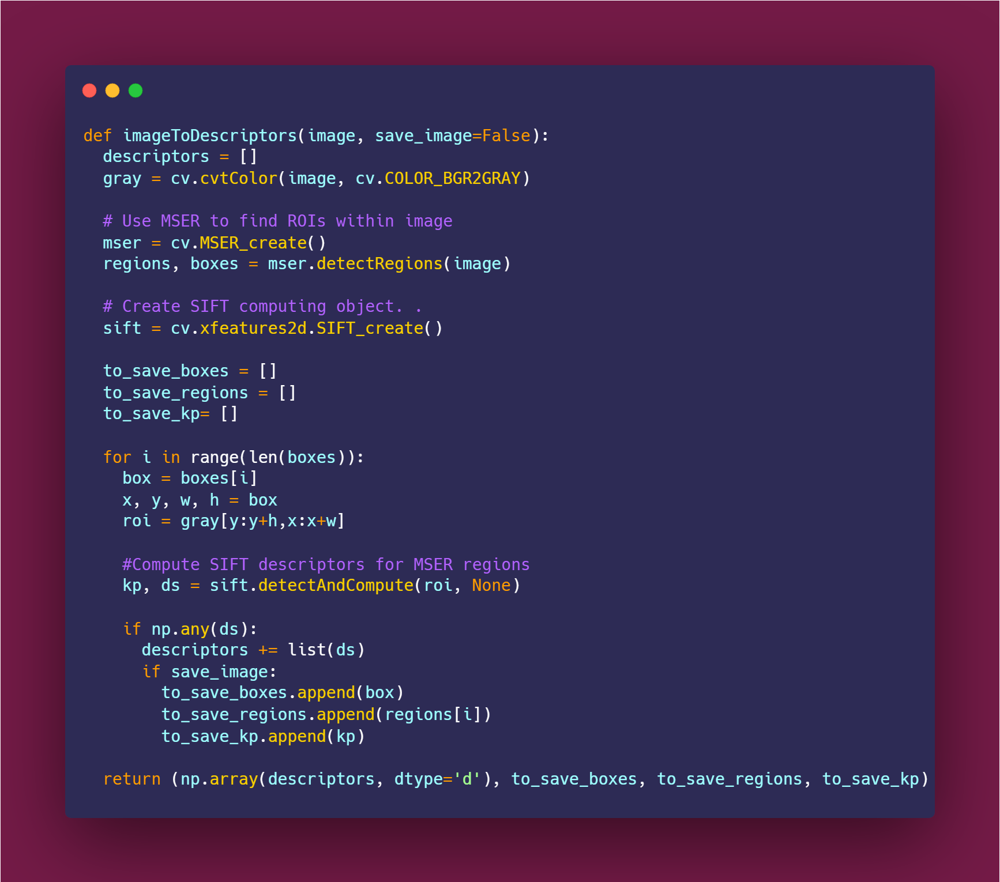 def imageToDescriptors(image, save_image=False):
  descriptors = []
  gray = cv.cvtColor(image, cv.COLOR_BGR2GRAY)

  # Use MSER to find ROIs within image
  mser = cv.MSER_create()
  regions, boxes = mser.detectRegions(image)

  # Create SIFT computing object. .
  sift = cv.xfeatures2d.SIFT_create()

  to_save_boxes = []
  to_save_regions = []
  to_save_kp= []

  for i in range(len(boxes)):
    box = boxes[i]
    x, y, w, h = box
    roi = gray[y:y+h,x:x+w]

    #Compute SIFT descriptors for MSER regions
    kp, ds = sift.detectAndCompute(roi, None)

    if np.any(ds):
      descriptors += list(ds)
      if save_image:
        to_save_boxes.append(box)
        to_save_regions.append(regions[i])
        to_save_kp.append(kp)

  return (np.array(descriptors, dtype='d'), to_save_boxes, to_save_regions, to_save_kp)